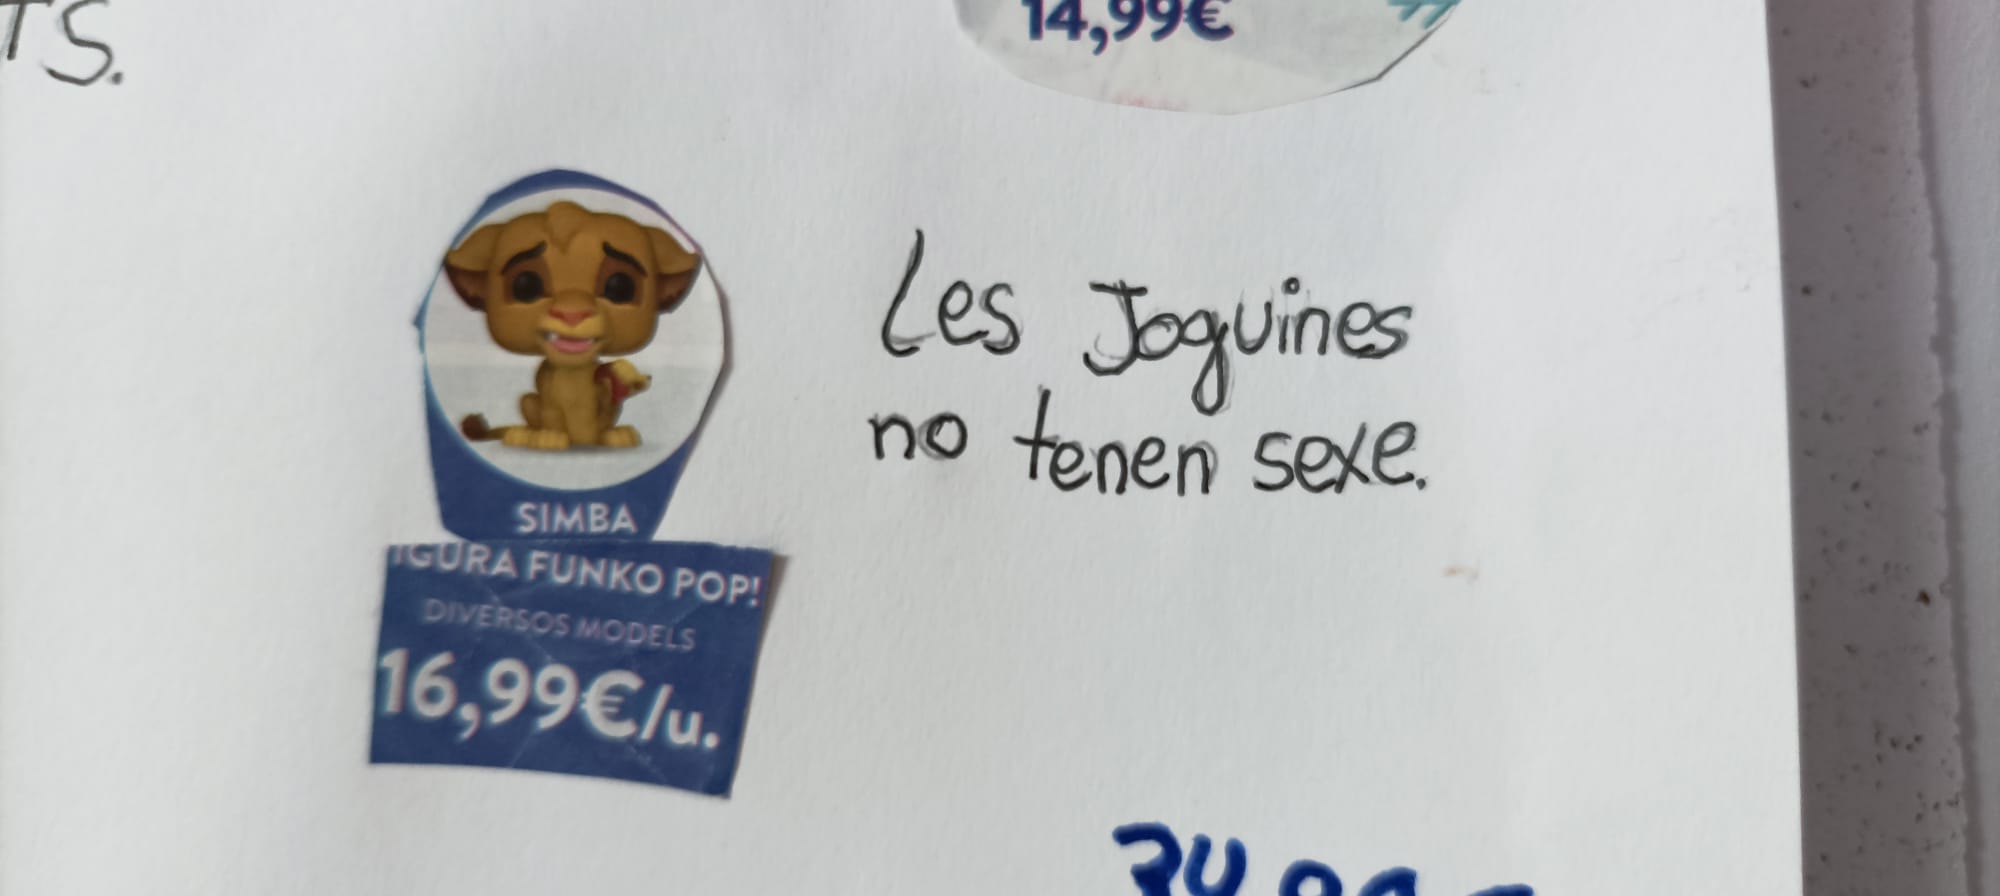 TS.
14,99€
SIMBA
IGURA FUNKO POP!
DIVERSOS MODELS
16,99€/u.
Les Joguines
no tenen sexe.